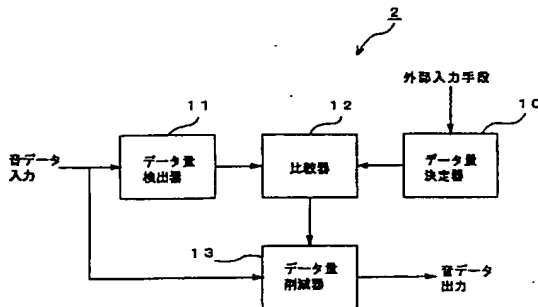 2
外部入力手段
11
12
10
音データ
入力
データ量
検出器
比較器
データ量
決定器
13
データ量
削減器
音データ
出力